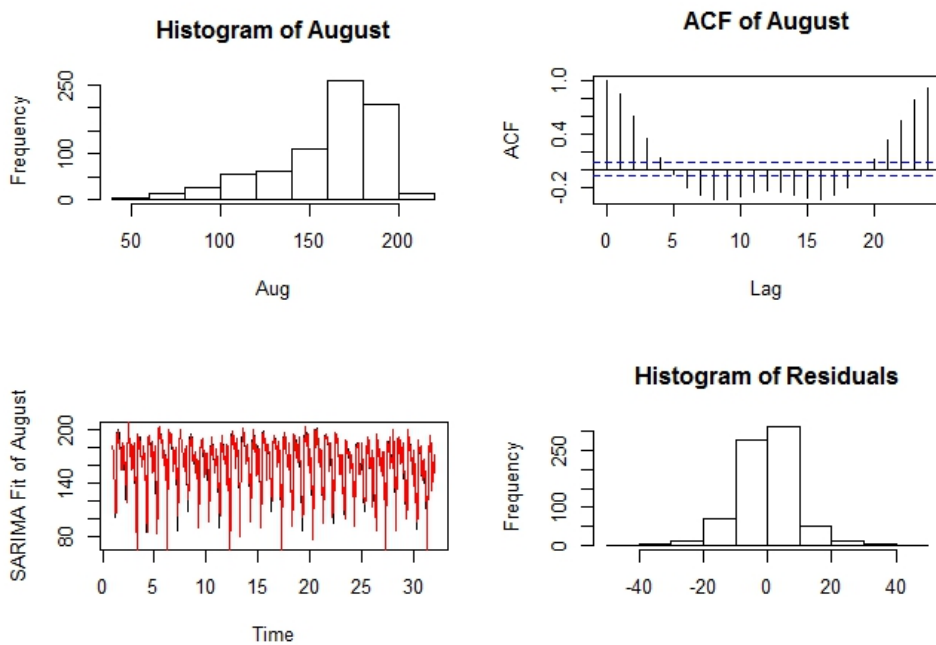 Histogram of August
Frequency
0 100 250
50 100 150 200
Aug
ACF of August
ACF
-0.2 0.4 1.0
0 5 10 15 20
Lag
SARIMA Fit of August
80 140 200
0 5 10 15 20 25 30
Time
Histogram of Residuals
Frequency
0 100 250
-40 -20 0 20 40